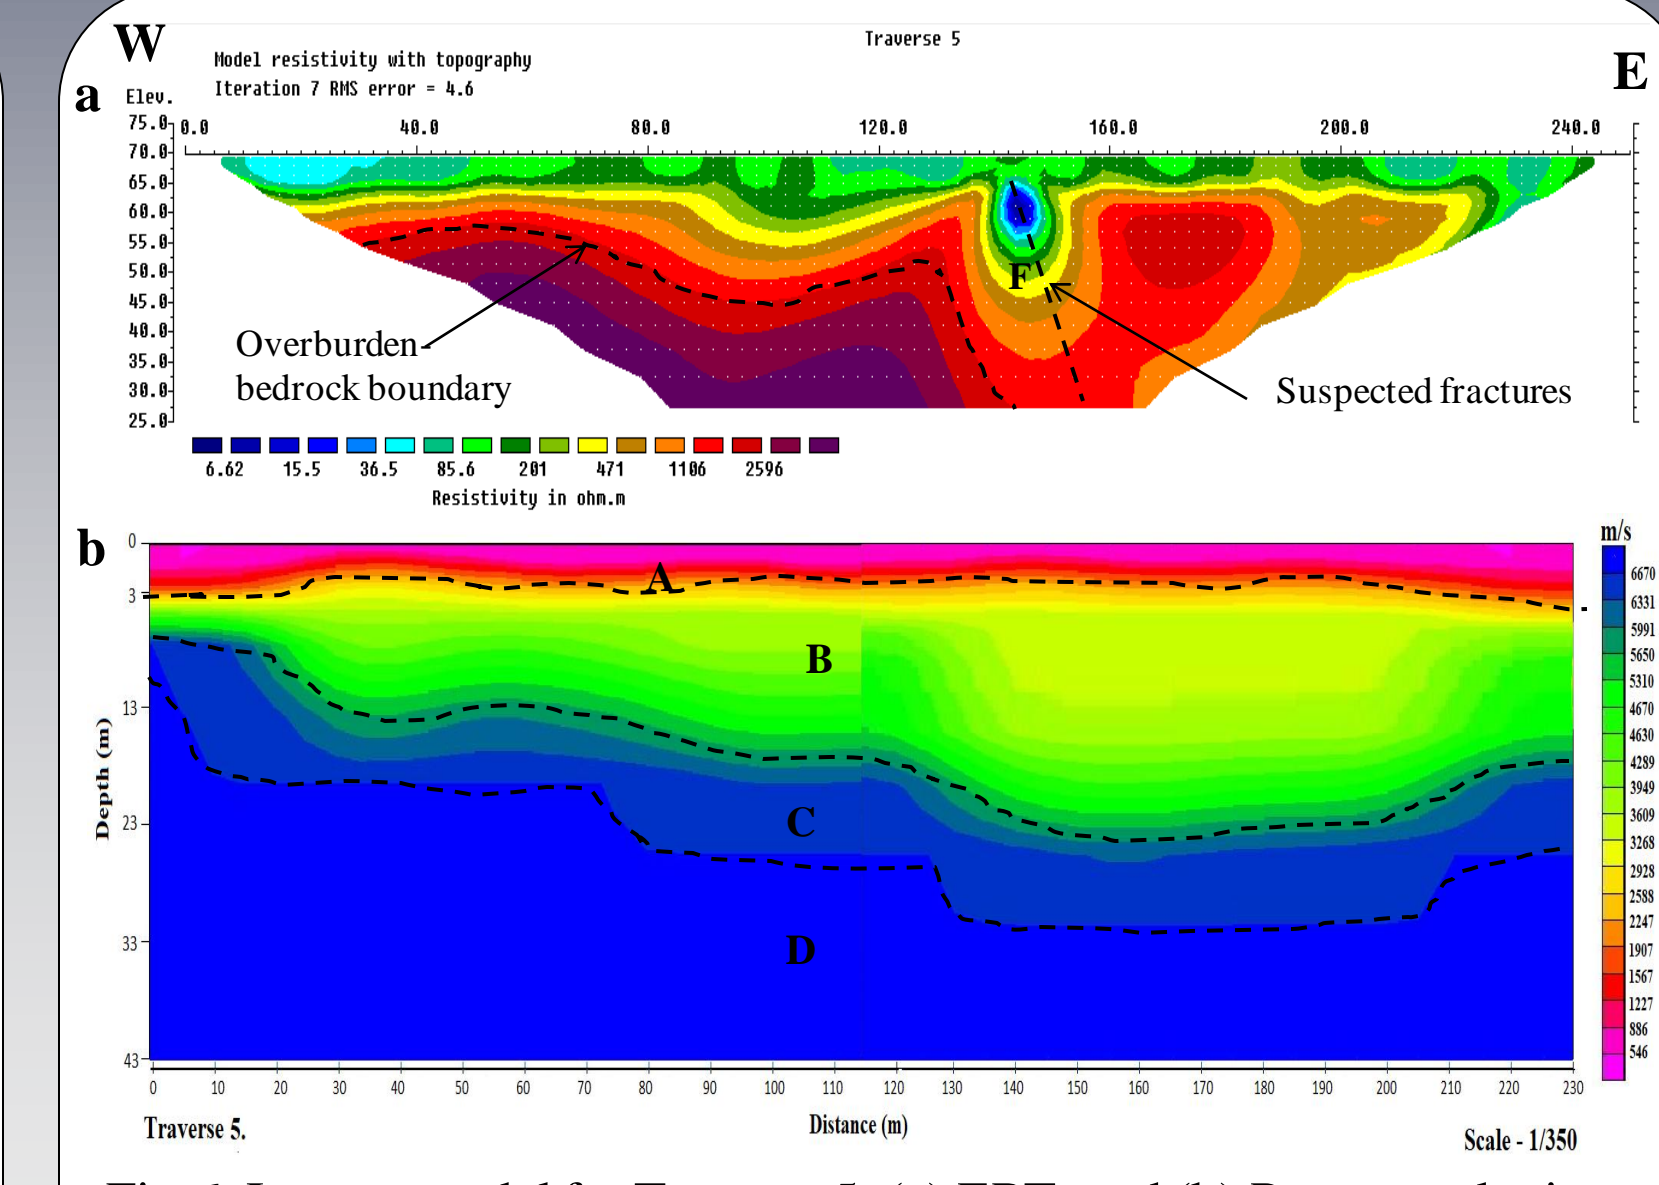 W
Traverse 5
E
Model resistivity with topography
Iteration 7 RMS error = 4.6
a
Elev.
75.0
0.0 40.0 80.0 120.0 160.0 200.0 240.0
70.0
65.0
60.0
55.0
50.0
45.0
40.0
35.0
30.0
25.0
F
Overburden-
bedrock boundary
Suspected fractures
6.62 15.5 36.5 85.6 201 471 1106 2596
Resistivity in ohm.m
b
m/s
0
3
13
23
33
43
Depth (m)
A
B
C
D
6670
6331
5991
5650
5310
4670
4630
4289
3949
3609
3268
2928
2588
2247
1907
1567
1227
886
546
0 10 20 30 40 50 60 70 80 90 100 110 120 130 140 150 160 170 180 190 200 210 220 230
Traverse 5.
Distance (m)
Scale - 1/350